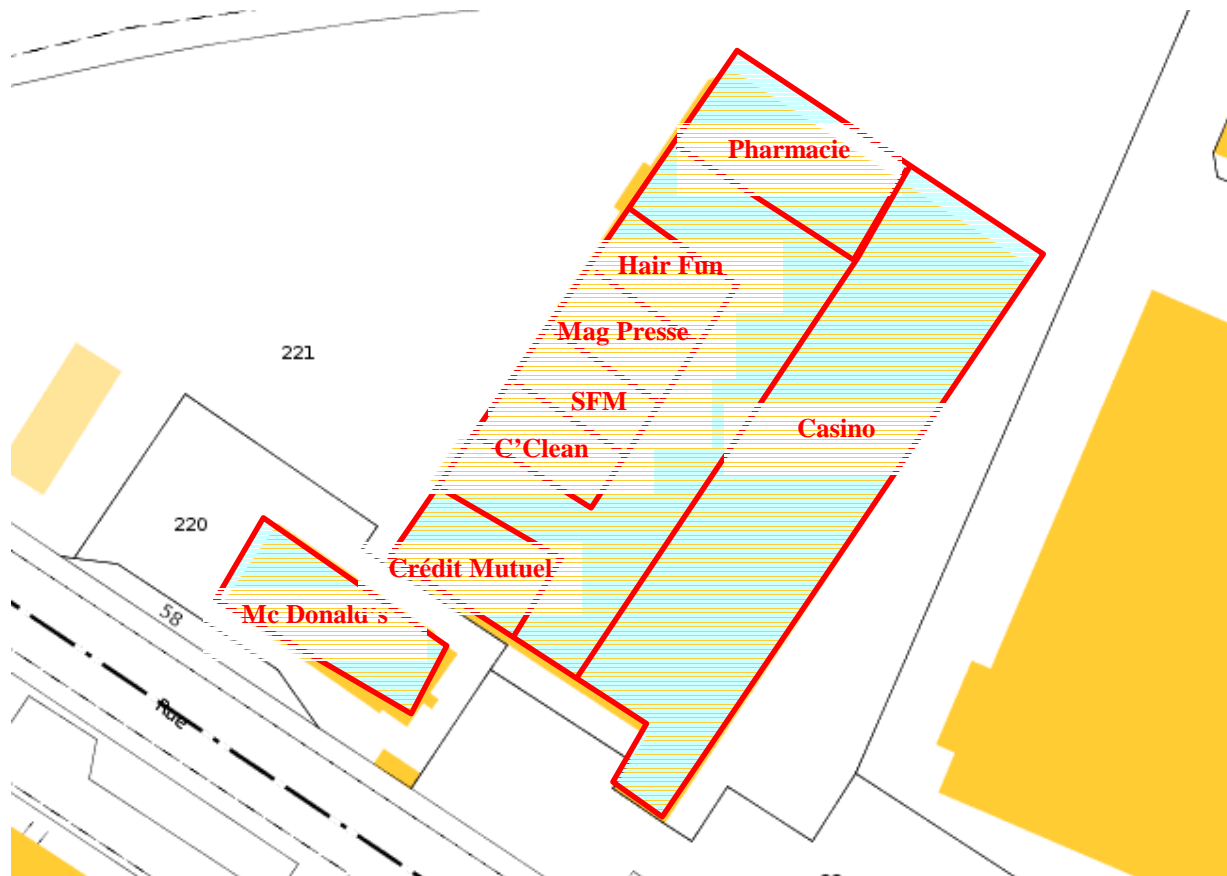 Pharmacie
Hair Fun
Mag Presse
221
SFM
Casino
C'Clean
220
Crédit Mutuel
58
Mc Donald's
Rue